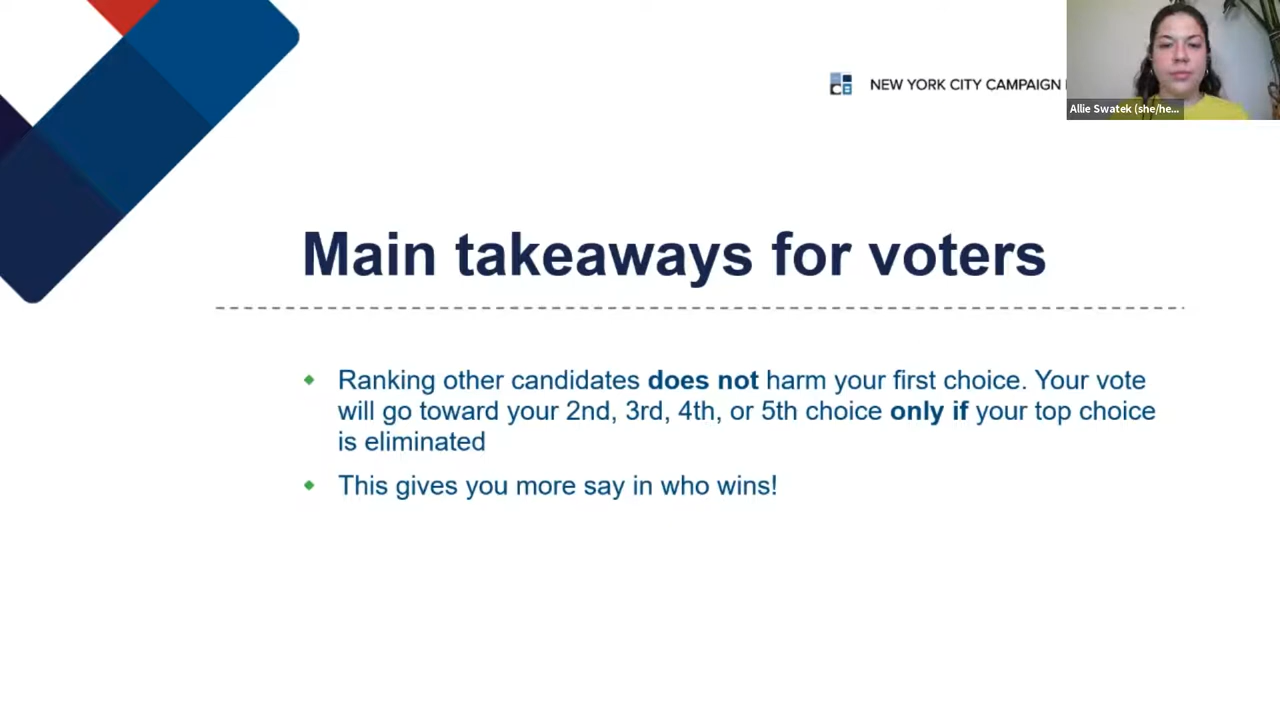 NEW YORK CITY CAMPAIGN
Allie Swatek (she/he...
Main takeaways for voters
Ranking other candidates does not harm your first choice. Your vote
will go toward your 2nd, 3rd, 4th, or 5th choice only if your top choice
is eliminated
This gives you more say in who wins!